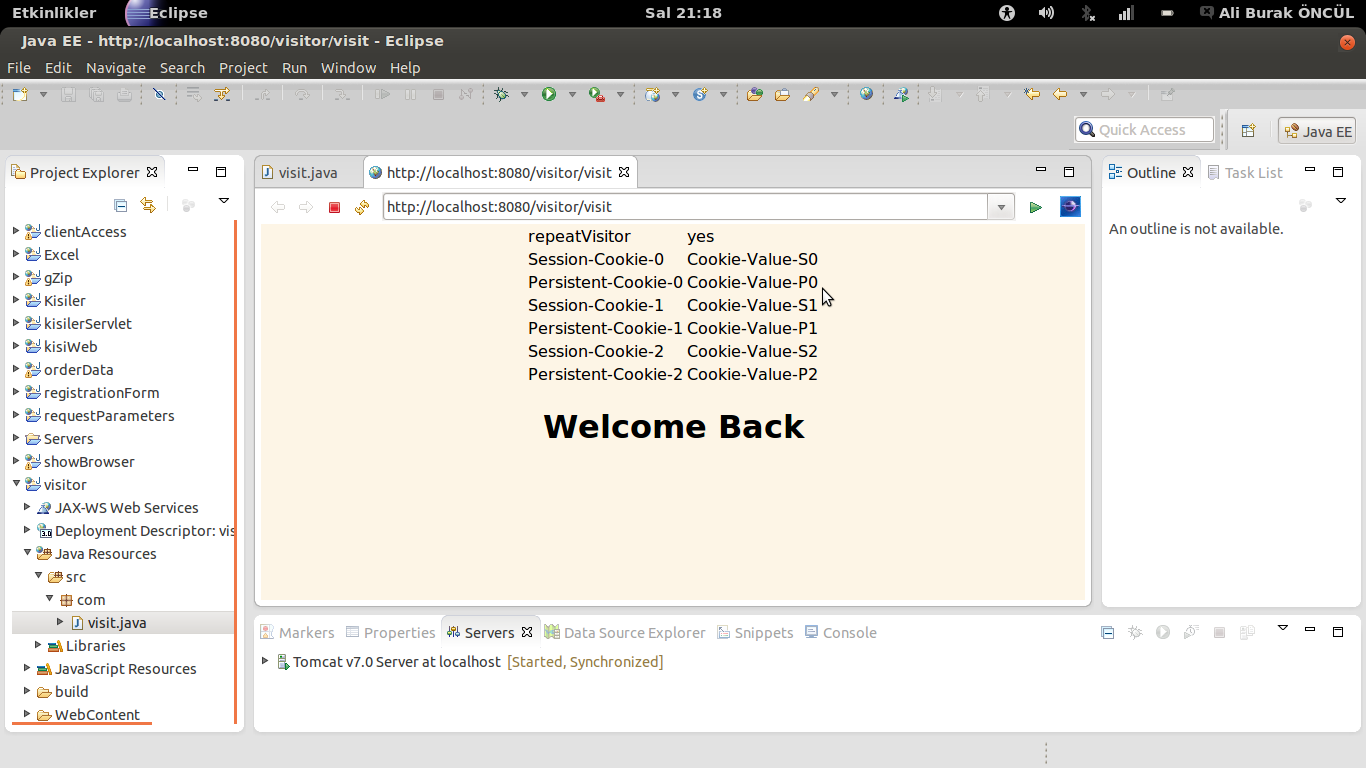 Etkinlikler Eclipse Sal 21:18 Ali Burak ÖNCÜL
Java EE - http://localhost:8080/visitor/visit - Eclipse
File Edit Navigate Search Project Run Window Help
Quick Access Java EE
Project Explorer
clientAccess
Excel
gZip
Kisiler
kisilerServlet
kisiWeb
orderData
registrationForm
requestParameters
Servers
showBrowser
visitor
JAX-WS Web Services
Deployment Descriptor: vis
3.0
Java Resources
src
com
visit.java
Libraries
JavaScript Resources
build
WebContent
visit.java http://localhost:8080/visitor/visit
http://localhost:8080/visitor/visit
repeatVisitor yes
Session-Cookie-0 Cookie-Value-S0
Persistent-Cookie-0 Cookie-Value-P0
Session-Cookie-1 Cookie-Value-S1
Persistent-Cookie-1 Cookie-Value-P1
Session-Cookie-2 Cookie-Value-S2
Persistent-Cookie-2 Cookie-Value-P2
Welcome Back
Outline Task List
An outline is not available.
Markers Properties Servers Data Source Explorer Snippets Console
Tomcat v7.0 Server at localhost [Started, Synchronized]